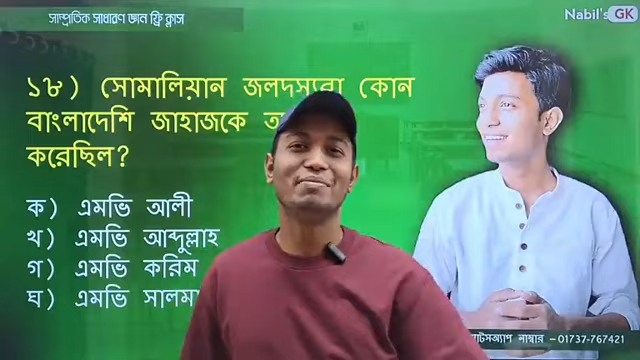 সাম্প্রতিক সাধারণ জ্ঞান ফ্রি ক্লাস
Nabil's GK
১৮) সোমালিয়ান জলদস্যুরা কোন
বাংলাদেশি জাহাজকে
করেছিল?
ক) এমভি আলী
খ) এমভি আব্দুল্লাহ
গ) এমভি করিম
ঘ) এমভি
নাম্বার –01737-767421